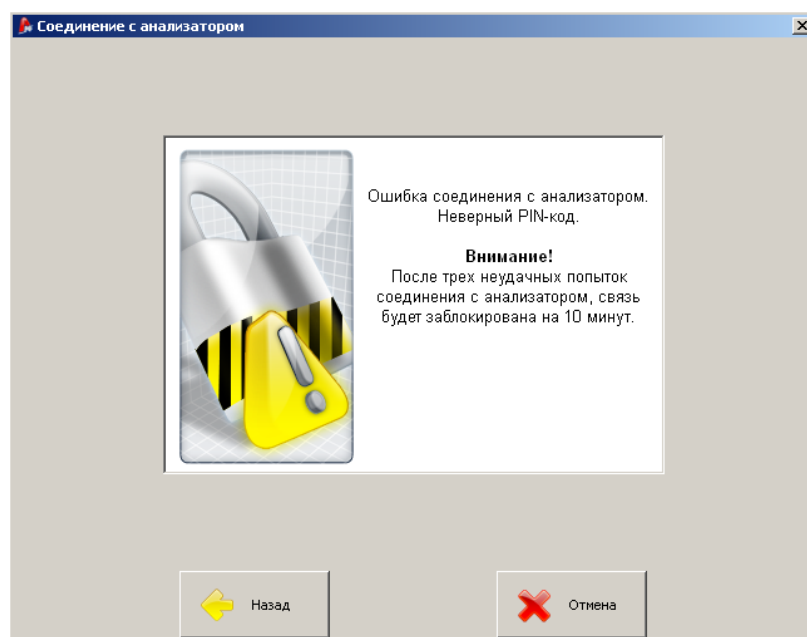 Соединение с анализатором
Ошибка соединения с анализатором.
Неверный PIN-код.
Внимание!
После трех неудачных попыток
соединения с анализатором, связь
будет заблокирована на 10 минут.
Назад
Отмена